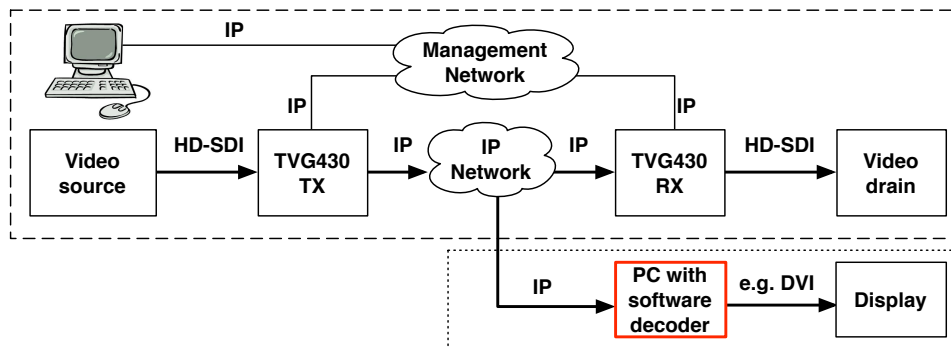 IP
Management
Network
IP
IP
Video
source
HD-SDI
TVG430
TX
IP
IP
Network
IP
TVG430
RX
HD-SDI
Video
drain
IP
PC with
software
decoder
e.g. DVI
Display